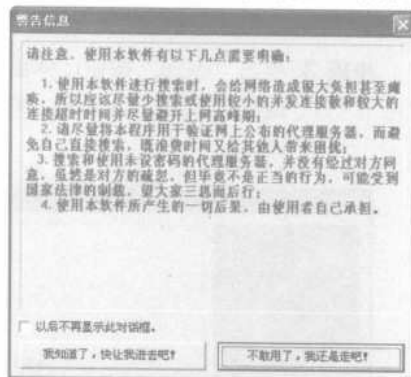 警告信息
请注意，使用本软件有以下几点需要明确：
1. 使用本软件进行搜索时，会给网络造成很大负担甚至瘫
痪，所以应该尽量少搜索或使用较小的并发连接数和较大的
连接超时时间并尽量避开上网高峰期；
2. 请尽量将本程序用于验证网上公布的代理服务器，而避
免自己直接搜索，既浪费时间又给其他人带来困扰；
3. 搜索和使用未设密码的代理服务器，并没有经过对方同
意，虽然是对方的疏忽，但毕竟不是正当的行为，可能受到
国家法律的制裁，望大家三思而后行；
4. 使用本软件所产生的一切后果，由使用者自己承担。
以后不再显示此对话框。
我知道了，快让我进去吧！
不敢用了，我还是走吧！